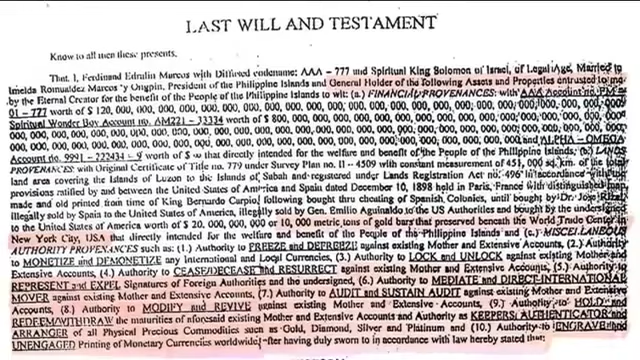 LAST WILL AND TESTAMENT
Know to all men these presents,
That I, Ferdinand Edralin Marcos with Diffused codename: AAA - 777 and Spiritual King Solomon of Israel, of Legal Age, Married to
Imelda Romualdez Marcos y Ongpin, President of the Philippine Islands and General Holder of the following Assets and Properties entrusted to me
by the Eternal Creator for the benefit of the People of the Philippine Islands to wit: (a.) FINANCIAL PROVENANCES: with AAA Account no. PM –
01 – 777 worth of $ 120, 000, 000, 000, 000, 000, 000, 000, 000, 000, 000, 000, 000, 000, 000, 000, 000,
Spiritual Wonder Boy Account no. AM221 – 33334 worth of $ 800, 000, 000, 000, 000, 000, 000, 000, 000, 000,
000, 000, 000, 000, 000, 000, 000, 000, 000, 000, 000, 000, 000, 000, 000, 000, 000, 000, 000,
000, 000, 000, 000, 000, 000, 000, 000, 000, 000, 000, 000, 000, 000, 000, 000, and ALPHA – OMEGA
Account no. 9991 – 222434 – 9 worth of $ ∞ that directly intended for the welfare and benefit of the People of the Philippine Islands, (b.) LANDS
PROVENANCES with Original Certificate of Title no. 779 under Survey Plan no. II – 4509 with constant measurement of 451, 000 sq. km. of the total
land area covering the Islands of Luzon to the Islands of Sabah and registered under Lands Registration Act no. 496 in accordance with the
provisions ratified by and between the United States of America and Spain dated December 10, 1898 held in Paris, France with distinguished map,
made and old printed from time of King Bernardo Carpio, following bought thru cheating of Spanish, Colonies, until bought by Dr. Jose Rizal,
illegally sold by Spain to the United States of America, illegally sold by Gen. Emilio Aguinaldo to the US Authorities and bought by the undersigned
worth of $ 20, 000, 000, 000 or 10,000 metric tons of gold bars that preserved beneath the World Trade Center in
New York City, USA that directly intended for the welfare and benefit of the People of the Philippine Islands and (c.) MISCELLANEOUS
AUTHORITY PROVENANCES such as: (1.) Authority to FREEZE and DEFREEZE against existing Mother and Extensive Accounts, (2.) Authority
to MONETIZE and DEMONETIZE any International and Local Currencies, (3.) Authority to LOCK and UNLOCK against existing Mother and
Extensive Accounts, (4.) Authority to CEASE/DECEASE and RESURRECT against existing Mother and Extensive Accounts, (5.) Authority to
REPRESENT and EXPEL Signatures of Foreign Authorities and the undersigned, (6.) Authority to MEDIATE and DIRECT INTERNATIONAL
MOVER against existing Mother and Extensive Accounts, (7.) Authority to AUDIT and SUSTAIN AUDIT against existing Mother and Extensive
Accounts, (8.) Authority to MODIFY and REVIVE against existing Mother and Extensive Accounts, (9.) Authority to HOLD and
REDEEM/WITHDRAW the maturities of aforesaid existing Mother and Extensive Accounts and Authority as KEEPERS/AUTHENTICATOR and
ARRANGER of all Physical Precious Commodities such as Gold, Diamond, Silver and Platinum and (10.) Authority to ENGRAVE and
UNENGAGED Printing of Monetary Currencies worldwide, after having duly sworn to in accordance with law hereby stated that: